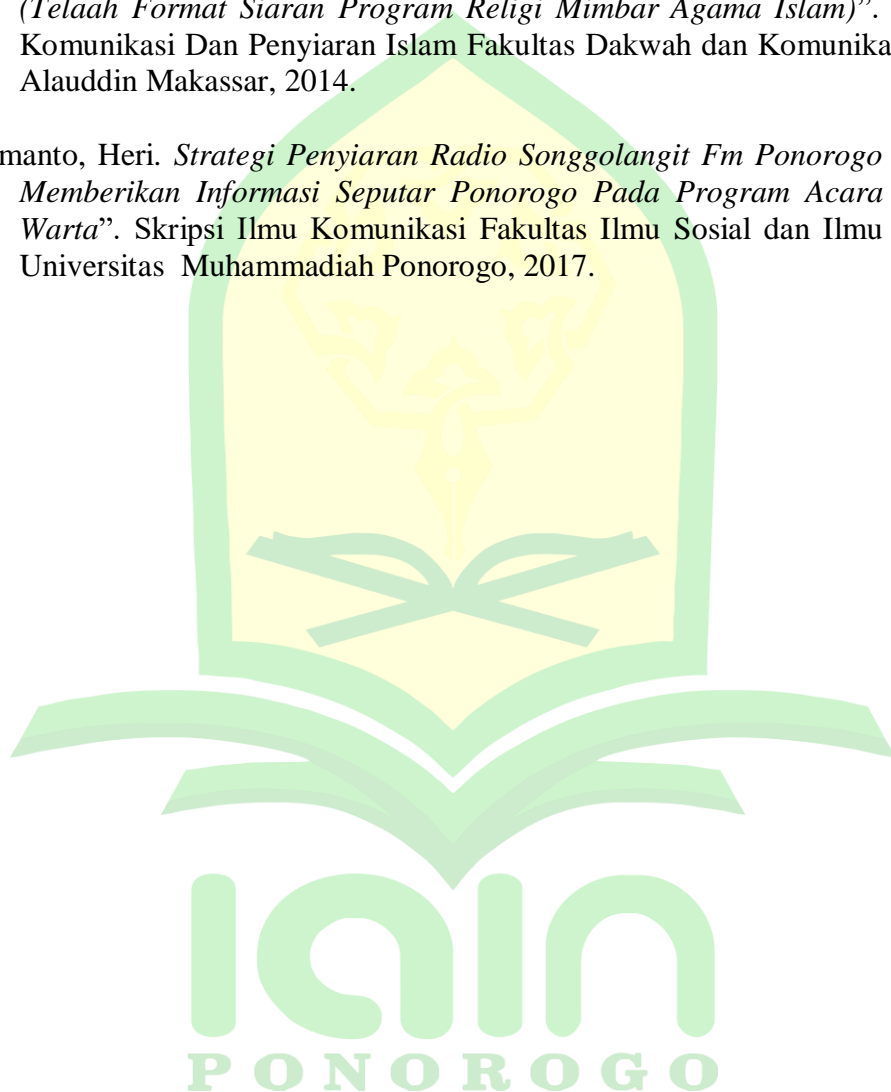 (Telaah Format Siaran Program Religi Mimbar Agama Islam)”.
Komunikasi Dan Penyiaran Islam Fakultas Dakwah dan Komunika
Alauddin Makassar, 2014.
manto, Heri. Strategi Penyiaran Radio Songgolangit Fm Ponorogo
Memberikan Informasi Seputar Ponorogo Pada Program Acara
Warta”. Skripsi Ilmu Komunikasi Fakultas Ilmu Sosial dan Ilmu
Universitas Muhammadiah Ponorogo, 2017.
iain
PONOROGO